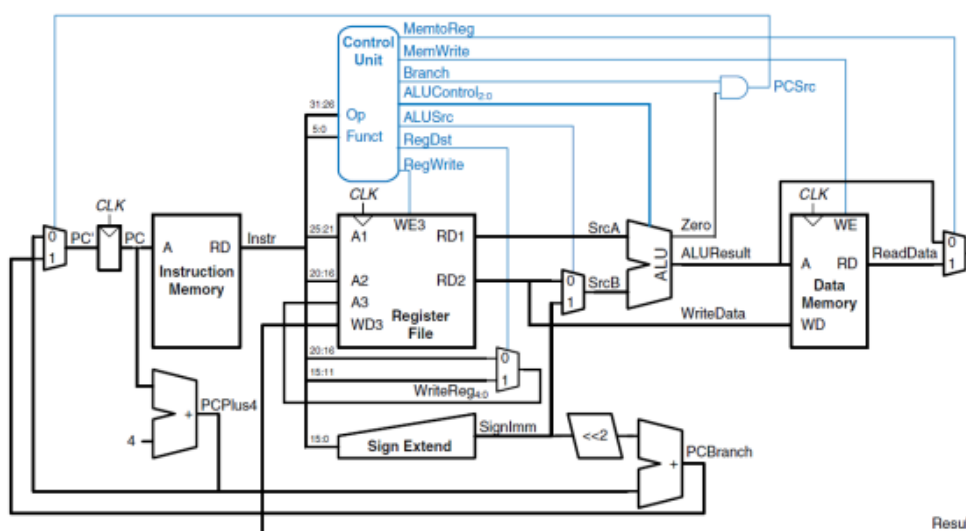 MemtoReg
Control
Unit
MemWrite
Branch
ALUControl2:0
PCSrc
31:26
Op
ALUSrc
5:0
Funct
RegDst
RegWrite
CLK
CLK
CLK
0
1
PC'
PC
A
RD
Instr
Instruction
Memory
25:21
A1
WE3
RD1
SrcA
Zero
WE
0
1
20:16
A2
RD2
0
1
SrcB
ALU
ALUResult
A
RD
ReadData
Data
Memory
A3
WD3
Register
File
WriteData
WD
20:16
0
15:11
1
WriteReg4:0
PCPlus4
+
4
15:0
Sign Extend
SignImm
<<2
+
PCBranch
Resul